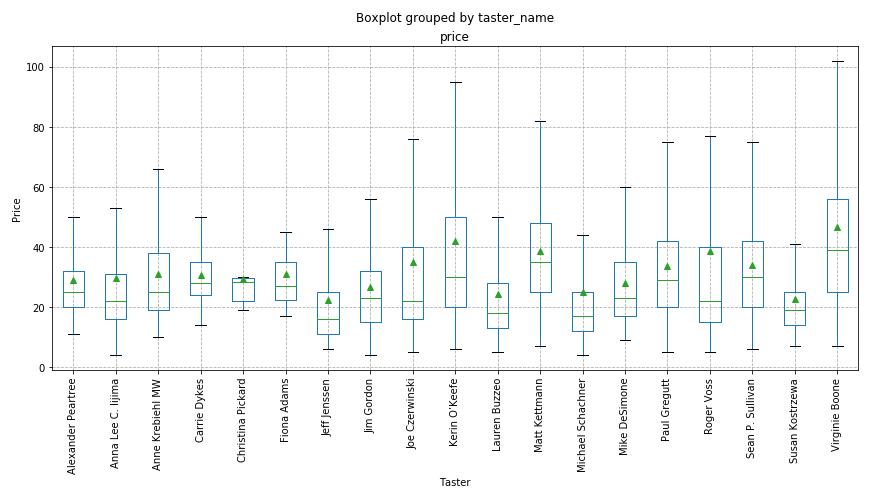 Boxplot grouped by taster_name
price
100
80
60
40
20
0
Price
Alexander Peartree
Anna Lee C. Iijima
Anne Krebiehl MW
Carrie Dykes
Christina Pickard
Fiona Adams
Jeff Jenssen
Jim Gordon
Joe Czerwinski
Kerin O'Keefe
Lauren Buzzeo
Matt Kettmann
Michael Schachner
Mike DeSimone
Paul Gregutt
Roger Voss
Sean P. Sullivan
Susan Kostrzewa
Virginie Boone
Taster